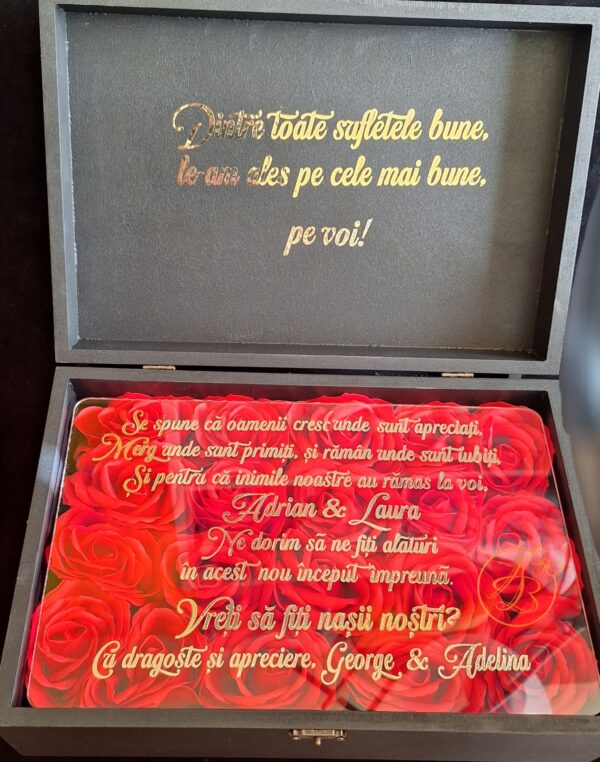 Dintre toate sufletele bune,
le-am ales pe cele mai bune,
pe voi!
Se spune că oamenii cresc unde sunt apreciați,
Merg unde sunt primiți, și rămân unde sunt iubiți,
Și pentru că inimile noastre au rămas la voi,
Adrian & Laura
Ne dorim să ne fiți alături
în acest nou început împreună.
Vreți să fiți nașii noștri?
Cu dragoste și apreciere, George & Adelina